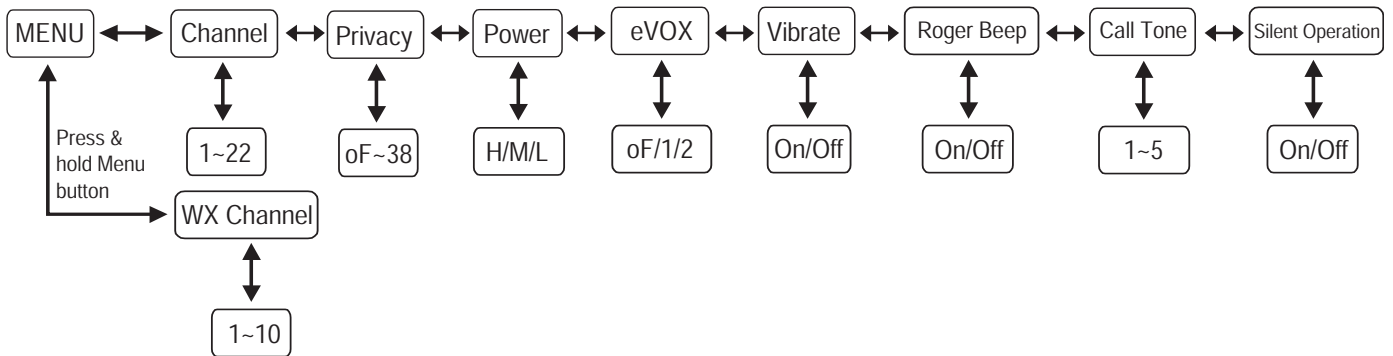 MENU
Channel
Privacy
Power
eVOX
Vibrate
Roger Beep
Call Tone
Silent Operation
1~22
oF~38
H/M/L
oF/1/2
On/Off
On/Off
1~5
On/Off
Press &
hold Menu
button
WX Channel
1~10